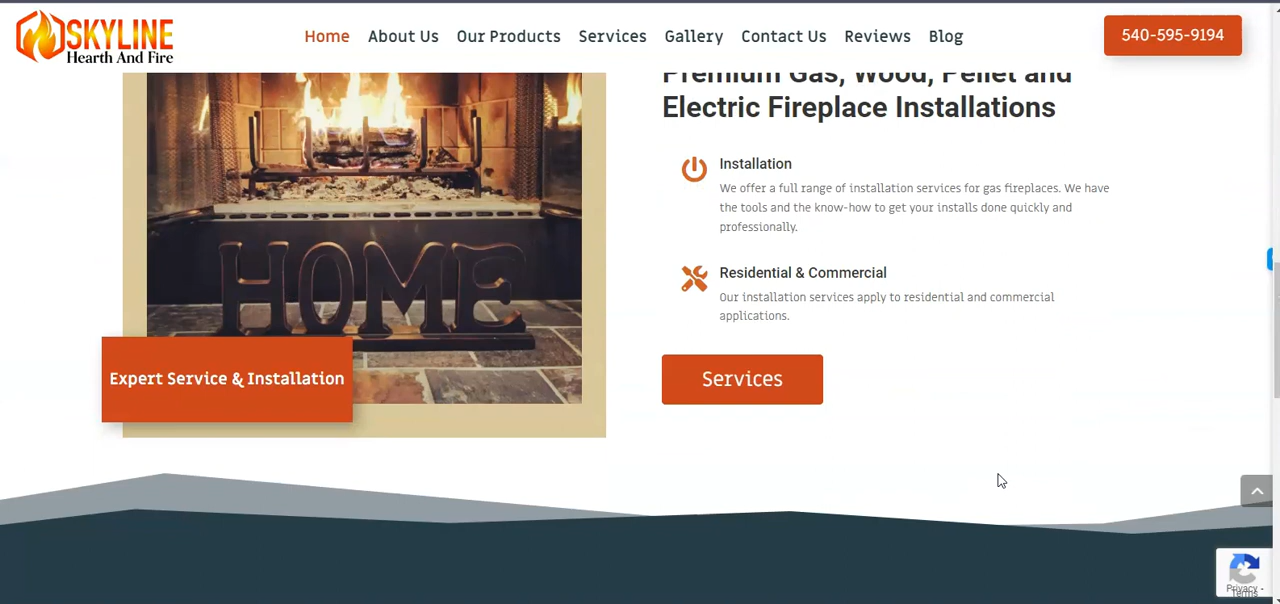 SKYLINE
Hearth And Fire
Home About Us Our Products Services Gallery Contact Us Reviews Blog
540-595-9194
Premium Gas, Wood, Pellet and
Electric Fireplace Installations
Installation
We offer a full range of installation services for gas fireplaces. We have
the tools and the know-how to get your installs done quickly and
professionally.
Residential & Commercial
Our installation services apply to residential and commercial
applications.
Services
HOME
Expert Service & Installation
Privacy -
Terms